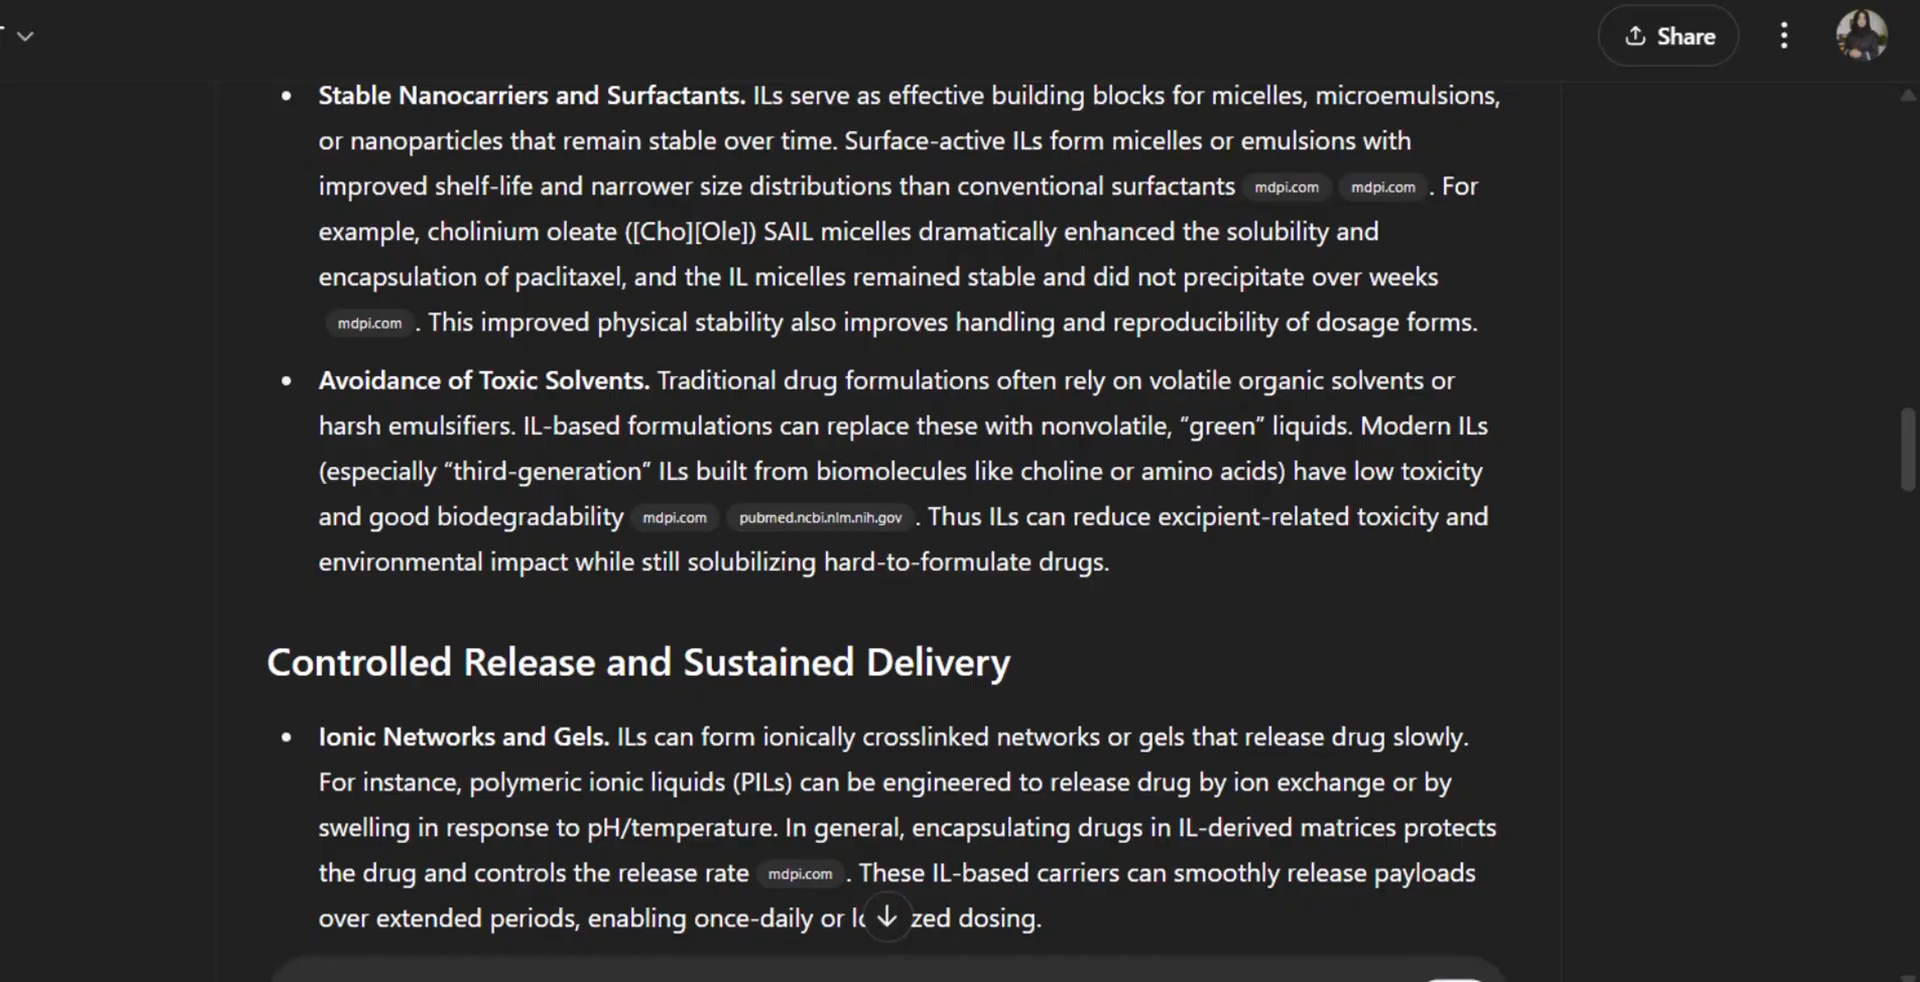 Share
Stable Nanocarriers and Surfactants. ILs serve as effective building blocks for micelles, microemulsions,
or nanoparticles that remain stable over time. Surface-active ILs form micelles or emulsions with
improved shelf-life and narrower size distributions than conventional surfactants mdpi.com mdpi.com . For
example, cholinium oleate ([Cho][Ole]) SAIL micelles dramatically enhanced the solubility and
encapsulation of paclitaxel, and the IL micelles remained stable and did not precipitate over weeks
mdpi.com . This improved physical stability also improves handling and reproducibility of dosage forms.
Avoidance of Toxic Solvents. Traditional drug formulations often rely on volatile organic solvents or
harsh emulsifiers. IL-based formulations can replace these with nonvolatile, “green” liquids. Modern ILs
(especially “third-generation” ILs built from biomolecules like choline or amino acids) have low toxicity
and good biodegradability mdpi.com pubmed.ncbi.nlm.nih.gov . Thus ILs can reduce excipient-related toxicity and
environmental impact while still solubilizing hard-to-formulate drugs.
Controlled Release and Sustained Delivery
Ionic Networks and Gels. ILs can form ionically crosslinked networks or gels that release drug slowly.
For instance, polymeric ionic liquids (PILs) can be engineered to release drug by ion exchange or by
swelling in response to pH/temperature. In general, encapsulating drugs in IL-derived matrices protects
the drug and controls the release rate mdpi.com . These IL-based carriers can smoothly release payloads
over extended periods, enabling once-daily or dosing.